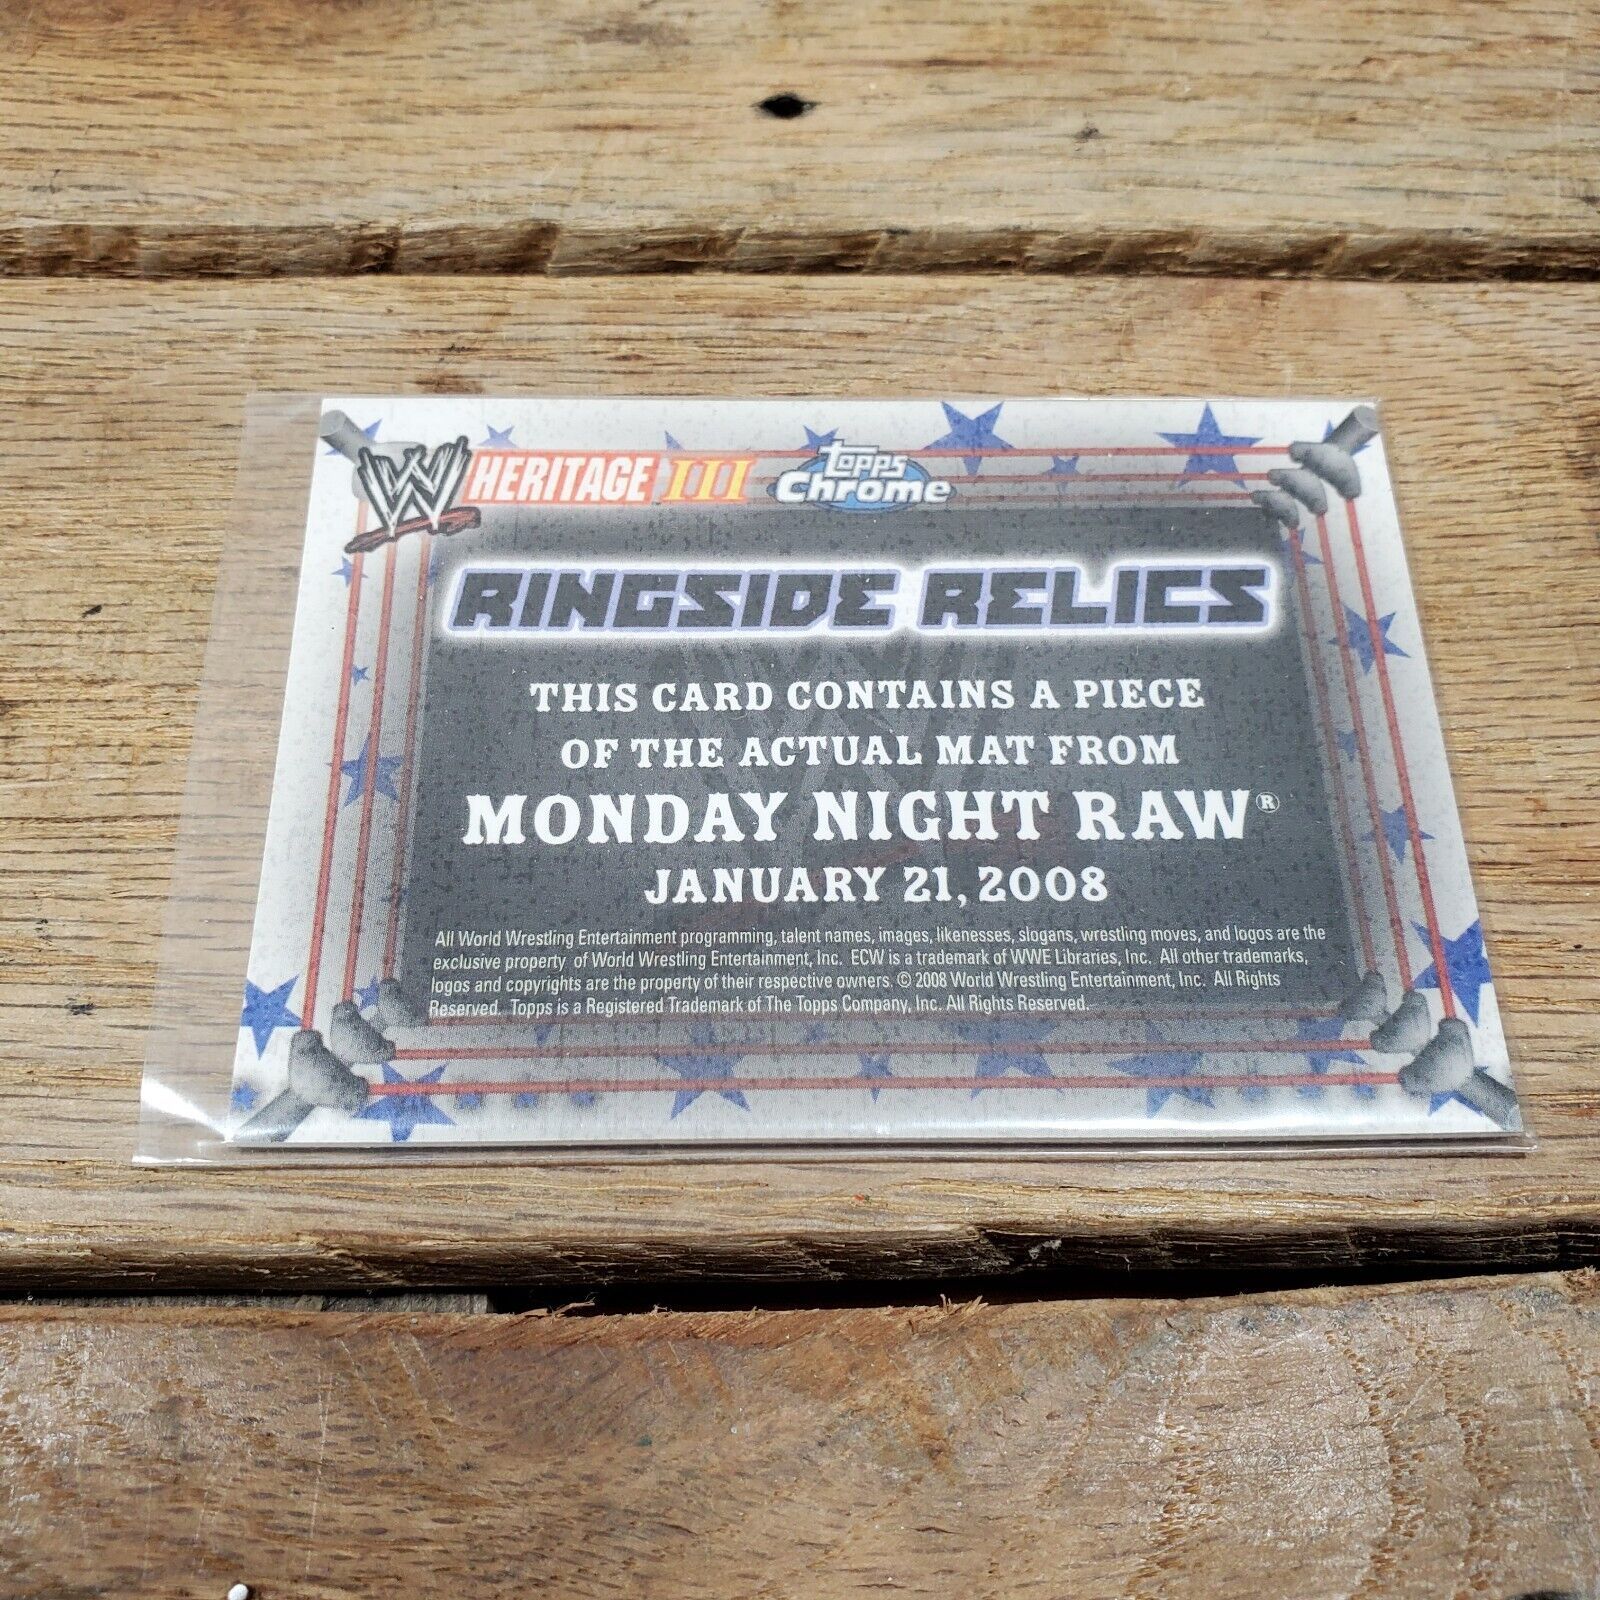 W HERITAGE III topps Chrome
RINGSIDE RELICS
THIS CARD CONTAINS A PIECE
OF THE ACTUAL MAT FROM
MONDAY NIGHT RAW®
JANUARY 21, 2008
All World Wrestling Entertainment programming, talent names, images, likenesses, slogans, wrestling moves, and logos are the
exclusive property of World Wrestling Entertainment, Inc. ECW is a trademark of WWE Libraries, Inc. All other trademarks,
logos and copyrights are the property of their respective owners. © 2008 World Wrestling Entertainment, Inc. All Rights
Reserved. Topps is a Registered Trademark of The Topps Company, Inc. All Rights Reserved.